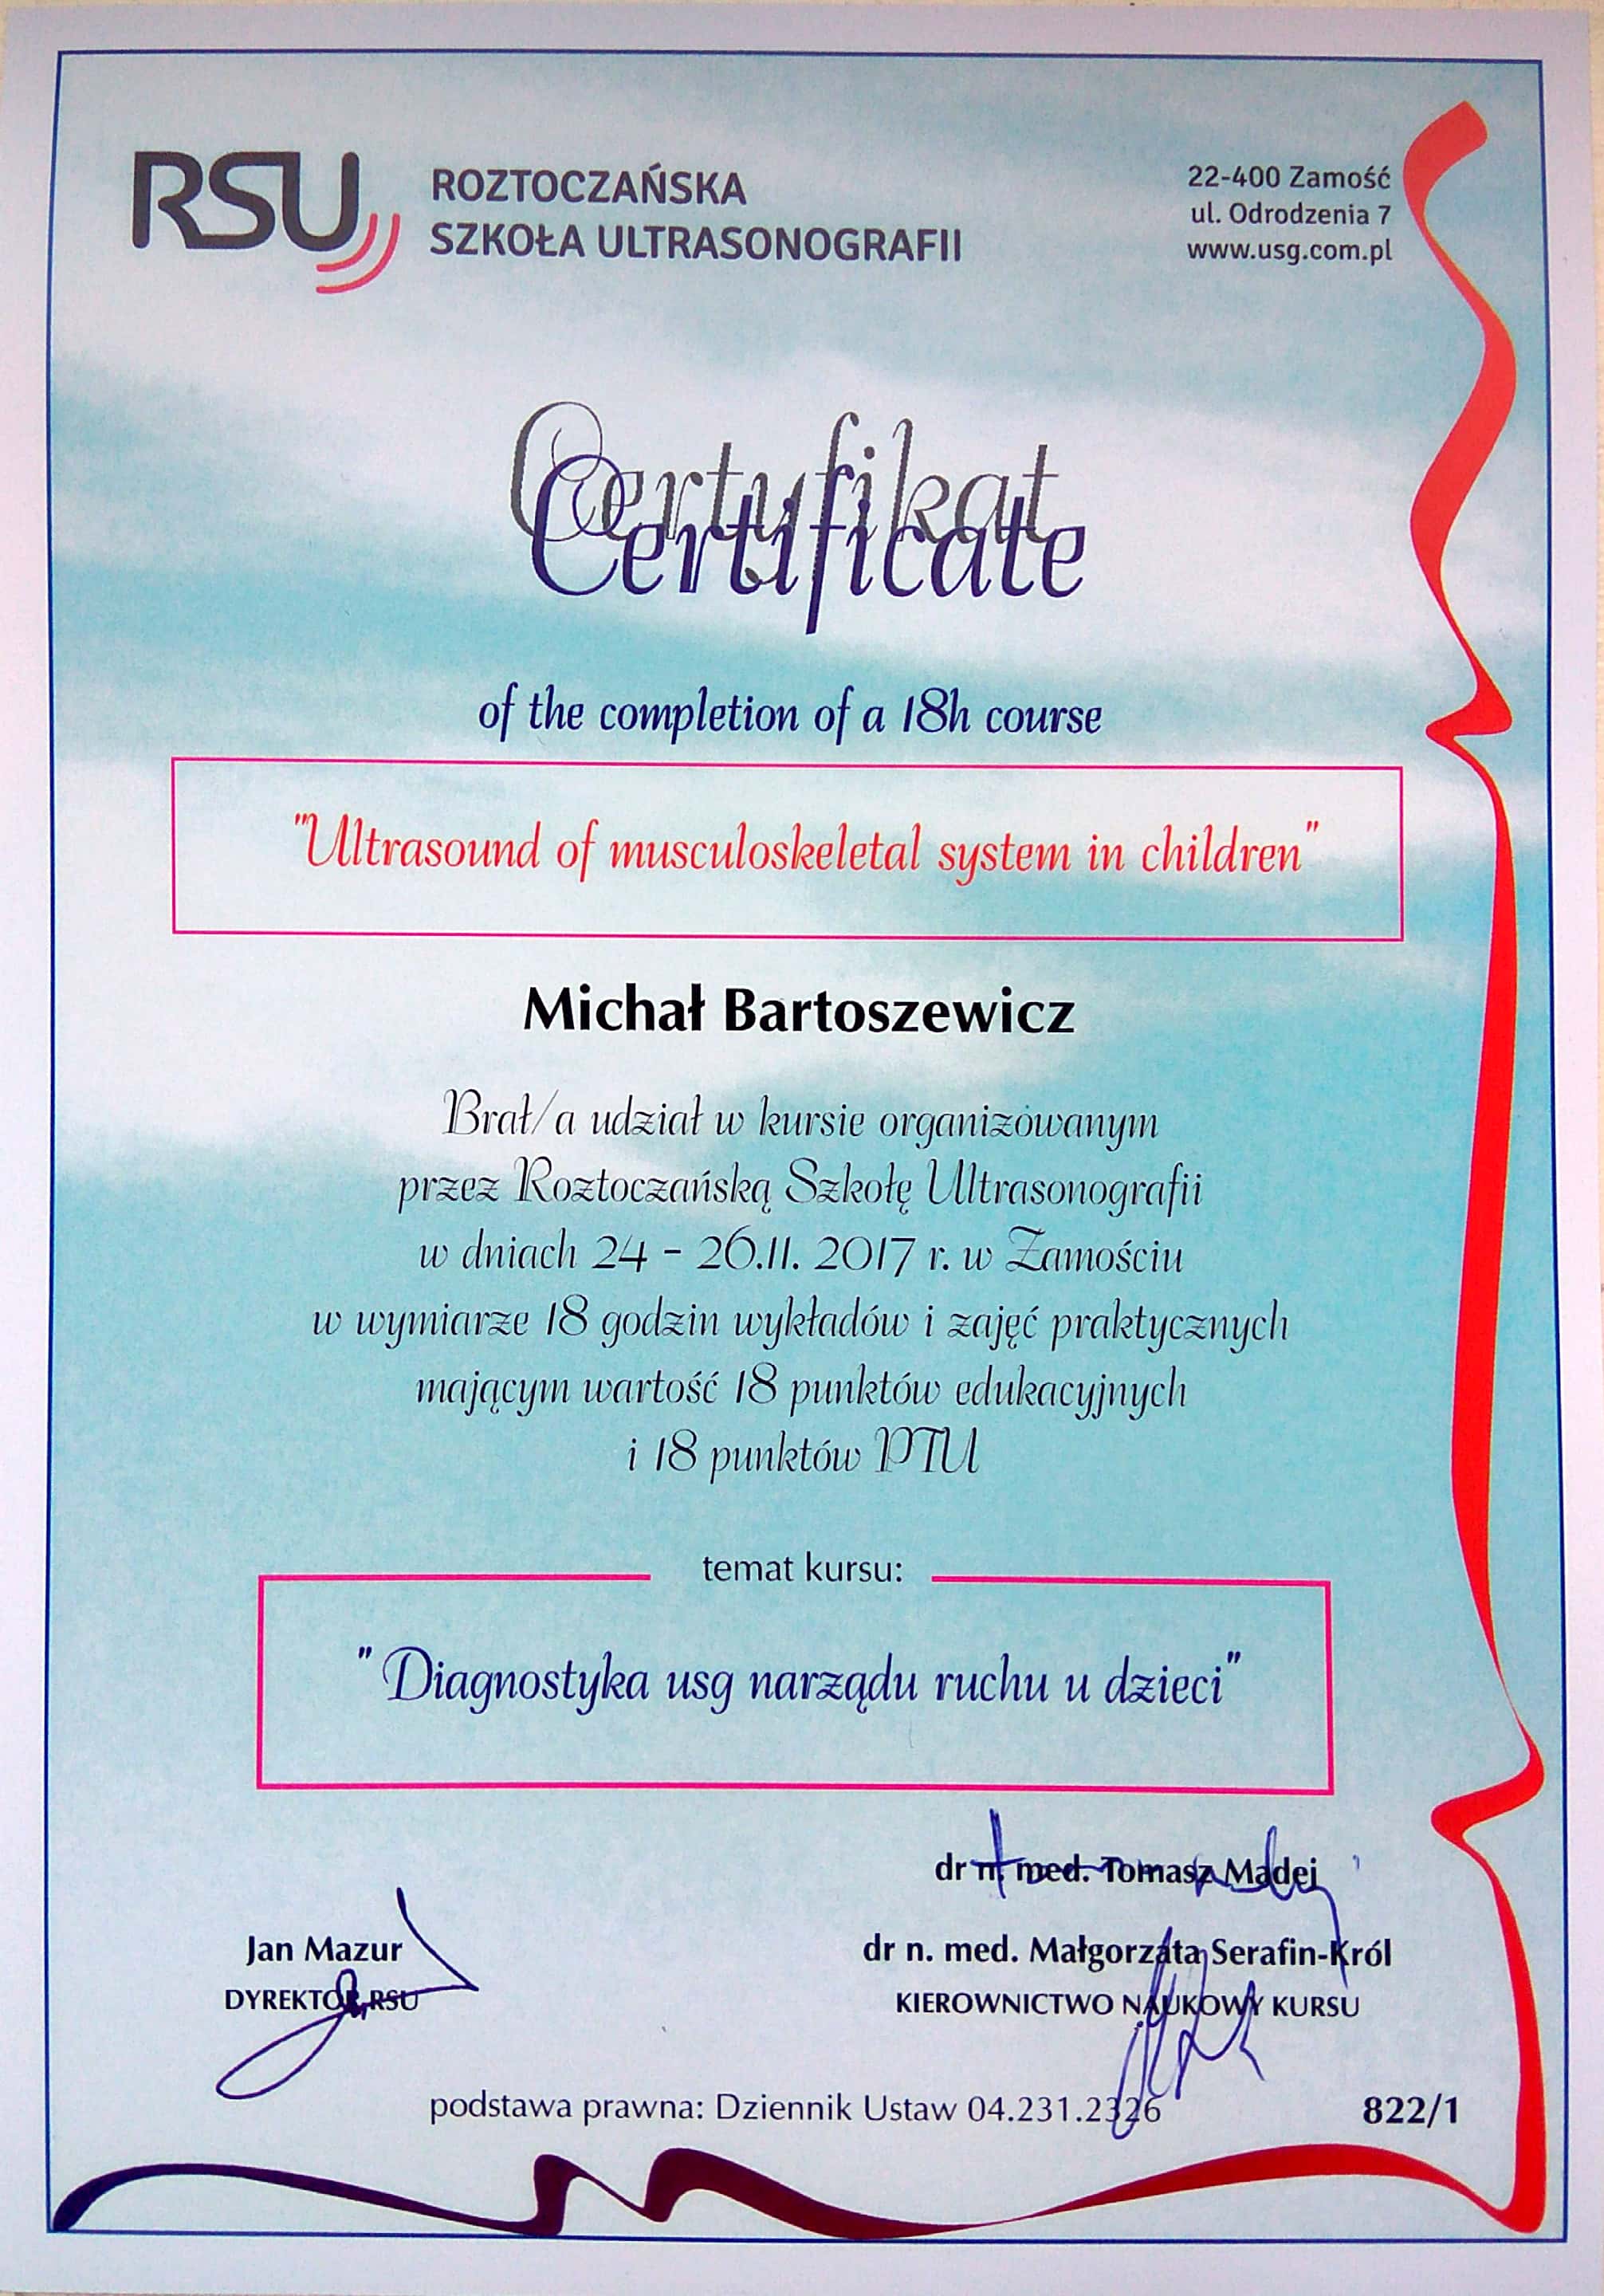 RSU
ROZTOCZAŃSKA
SZKOŁA ULTRASONOGRAFII
22-400 Zamość
ul. Odrodzenia 7
www.usg.com.pl
Certyfikat
Certificate
of the completion of a 18h course
"Ultrasound of musculoskeletal system in children"
Michał Bartoszewicz
Brał/a udział w kursie organizowanym
przez Roztoczańską Szkołę Ultrasonografii
w dniach 24 - 26.11. 2017 r. w Zamościu
w wymiarze 18 godzin wykładów i zajęć praktycznych
mającym wartość 18 punktów edukacyjnych
i 18 punktów PTU
temat kursu:
"Diagnostyka usg narządu ruchu u dzieci"
dr n. med. Tomasz Madej
Jan Mazur
DYREKTOR RSU
dr n. med. Małgorzata Serafin-Król
KIEROWNICTWO NAUKOWY KURSU
podstawa prawna: Dziennik Ustaw 04.231.2326
822/1